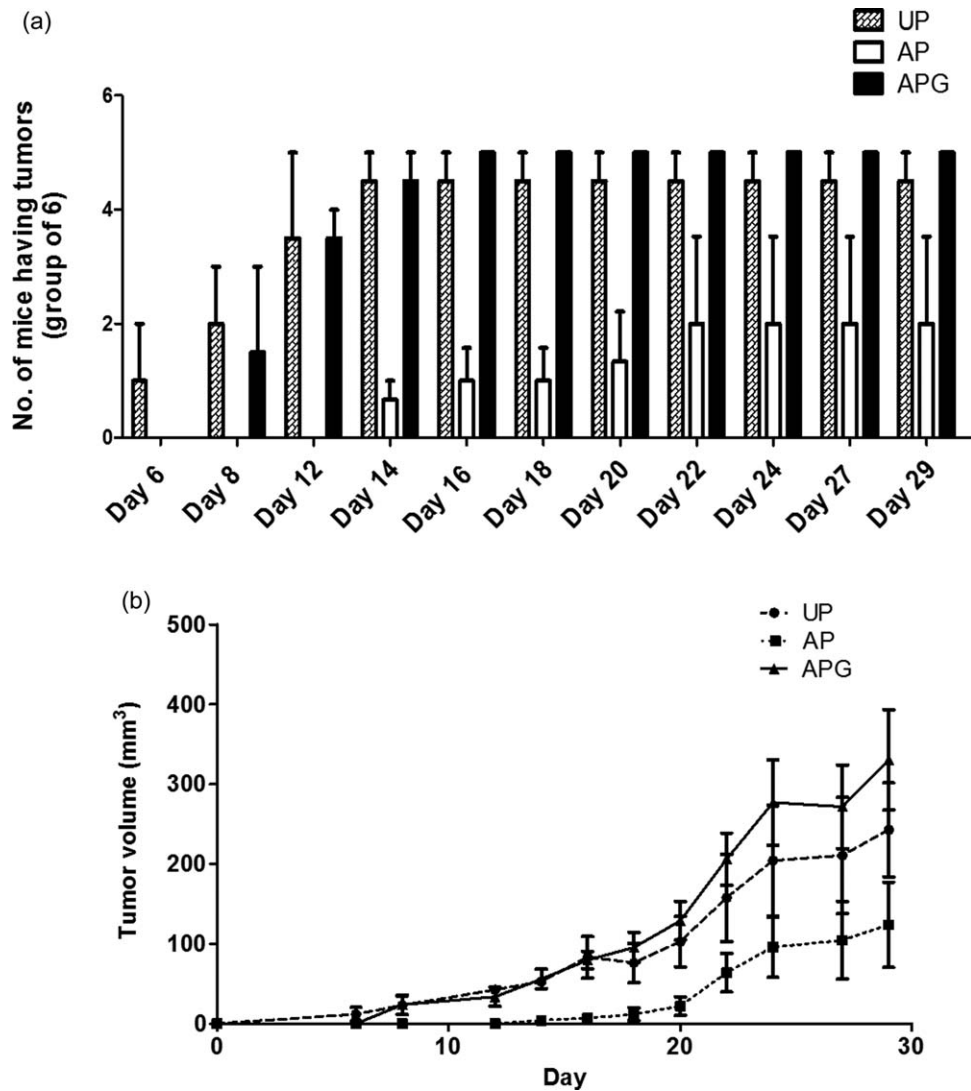 (a)
UP
AP
APG
No. of mice having tumors
(group of 6)
6
4
2
0
Day 6
Day 8
Day 12
Day 14
Day 16
Day 18
Day 20
Day 22
Day 24
Day 27
Day 29
(b)
UP
AP
APG
Tumor volume (mm³)
500
400
300
200
100
0
0
10
20
30
Day